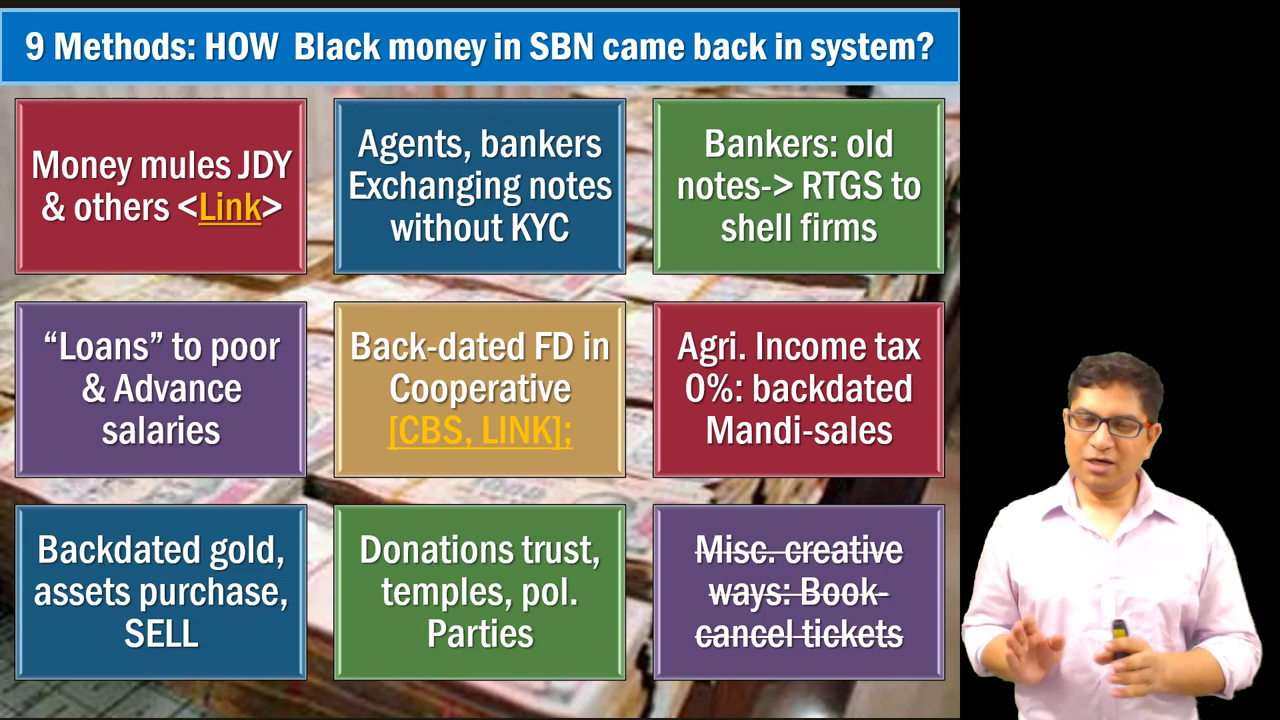 9 Methods: HOW Black money in SBN came back in system?
Money mules JDY
& others <Link>
Agents, bankers
Exchanging notes
without KYC
Bankers: old
notes-> RTGS to
shell firms
“Loans” to poor
& Advance
salaries
Back-dated FD in
Cooperative
[CBS, LINK];
Agri. Income tax
0%: backdated
Mandi-sales
Backdated gold,
assets purchase,
SELL
Donations trust,
temples, pol.
Parties
Misc. creative
ways: Book-
cancel tickets